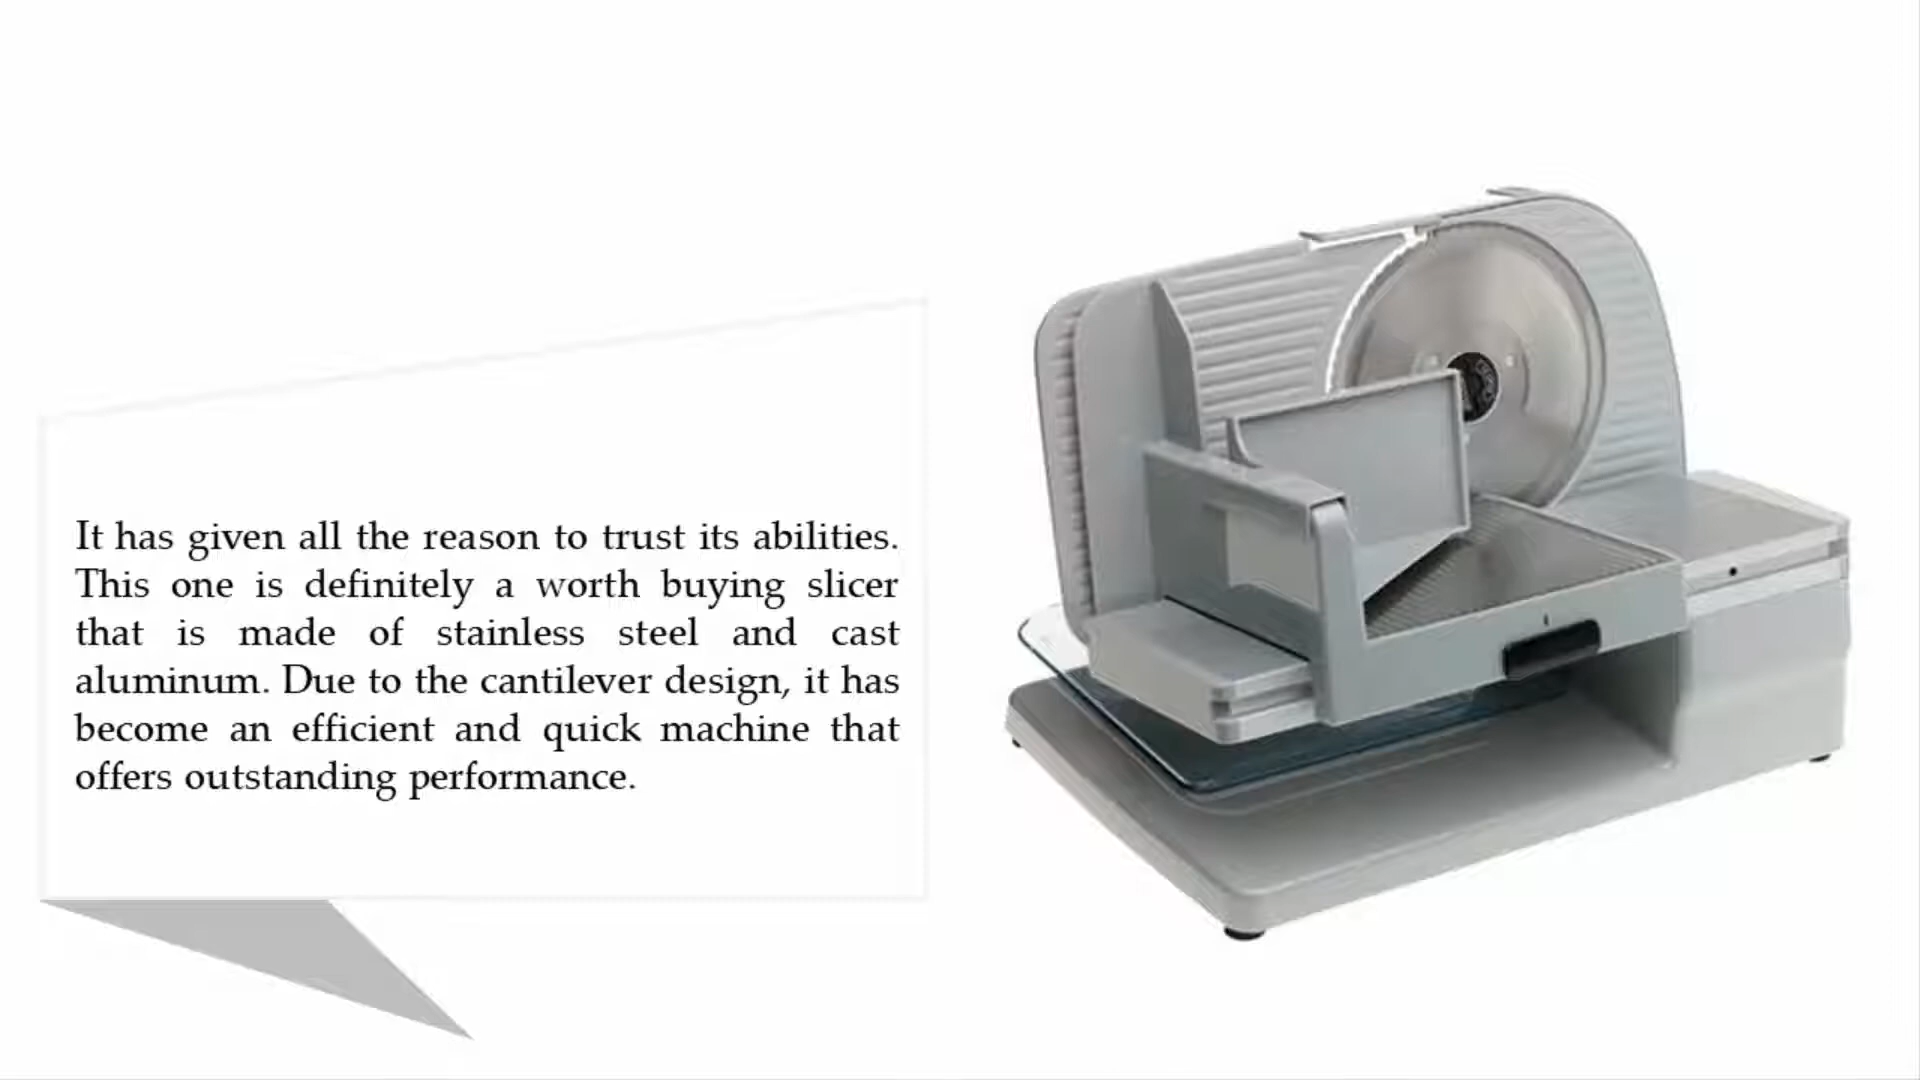 It has given all the reason to trust its abilities.
This one is definitely a worth buying slicer
that is made of stainless steel and cast
aluminum. Due to the cantilever design, it has
become an efficient and quick machine that
offers outstanding performance.